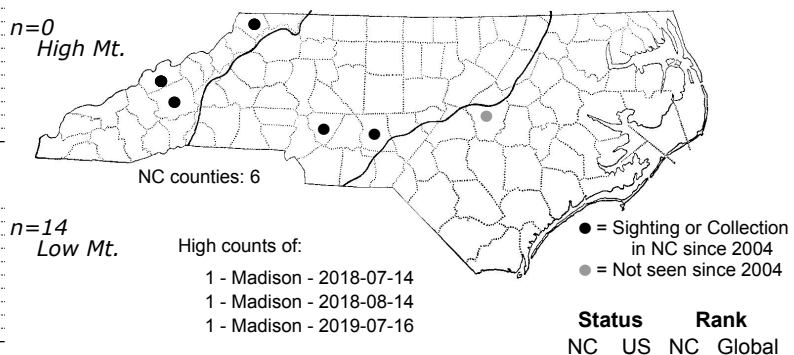 n=0
High Mt.
NC counties: 6
n=14
Low Mt.
High counts of:
1 - Madison - 2018-07-14
1 - Madison - 2018-08-14
1 - Madison - 2019-07-16
● = Sighting or Collection
in NC since 2004
● = Not seen since 2004
Status Rank
NC US NC Global